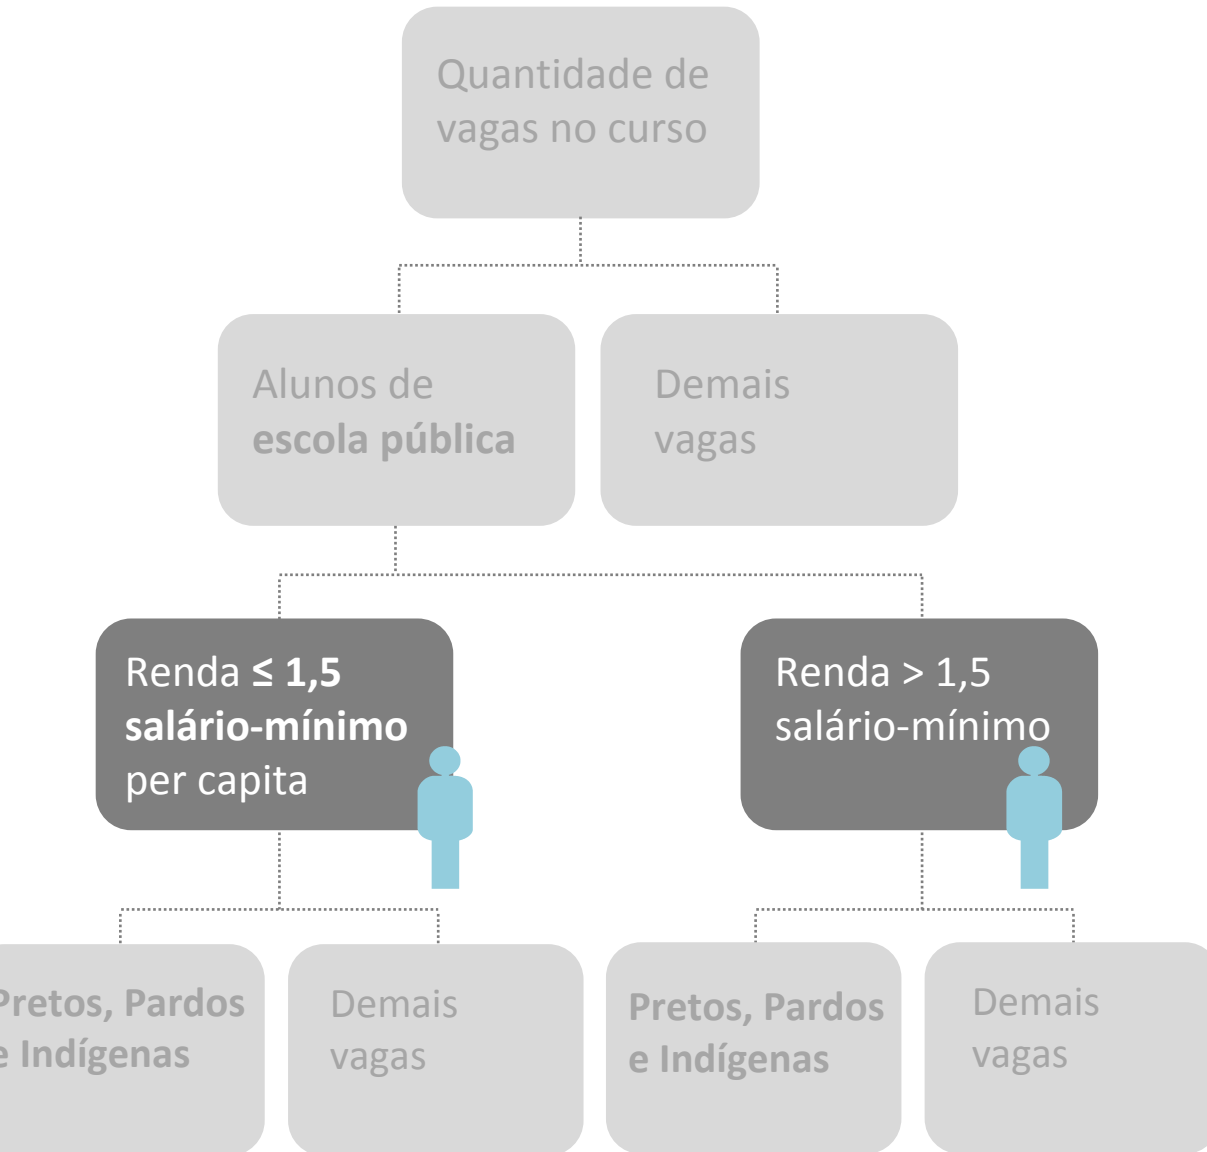 Quantidade de
vagas no curso
Alunos de
escola pública
Demais
vagas
Renda ≤ 1,5
salário-mínimo
per capita
Renda > 1,5
salário-mínimo
Pretos, Pardos
e Indígenas
Demais
vagas
Pretos, Pardos
e Indígenas
Demais
vagas